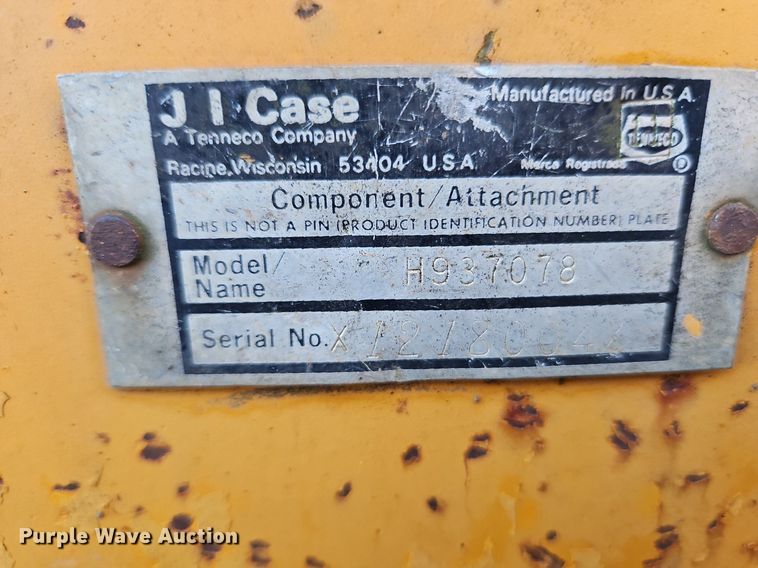 J I Case
A Tenneco Company
Racine, Wisconsin 53404 U.S.A.
Manufactured In U.S.A.
TENNECO
Marca Registrada
Component/Attachment
THIS IS NOT A PIN (PRODUCT IDENTIFICATION NUMBER) PLATE
Model/
Name H937078
Serial No.
Purple Wave Auction